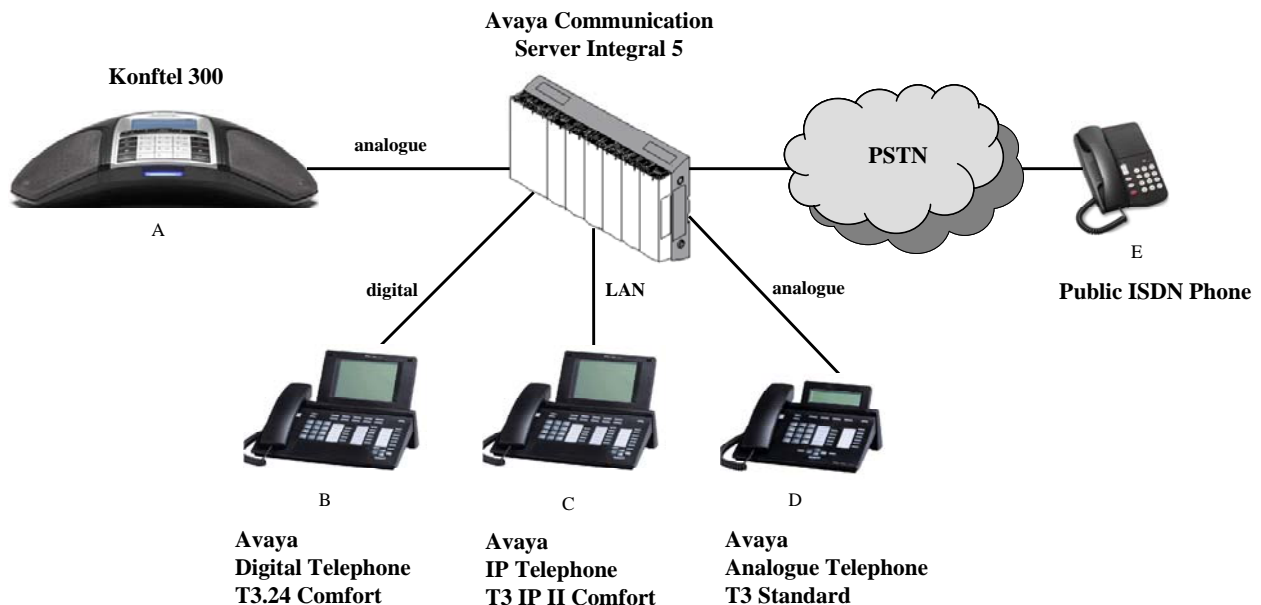 Avaya Communication
Server Integral 5
Konftel 300
analogue
PSTN
A
E
digital
LAN
analogue
Public ISDN Phone
B
C
D
Avaya
Digital Telephone
T3.24 Comfort
Avaya
IP Telephone
T3 IP II Comfort
Avaya
Analogue Telephone
T3 Standard